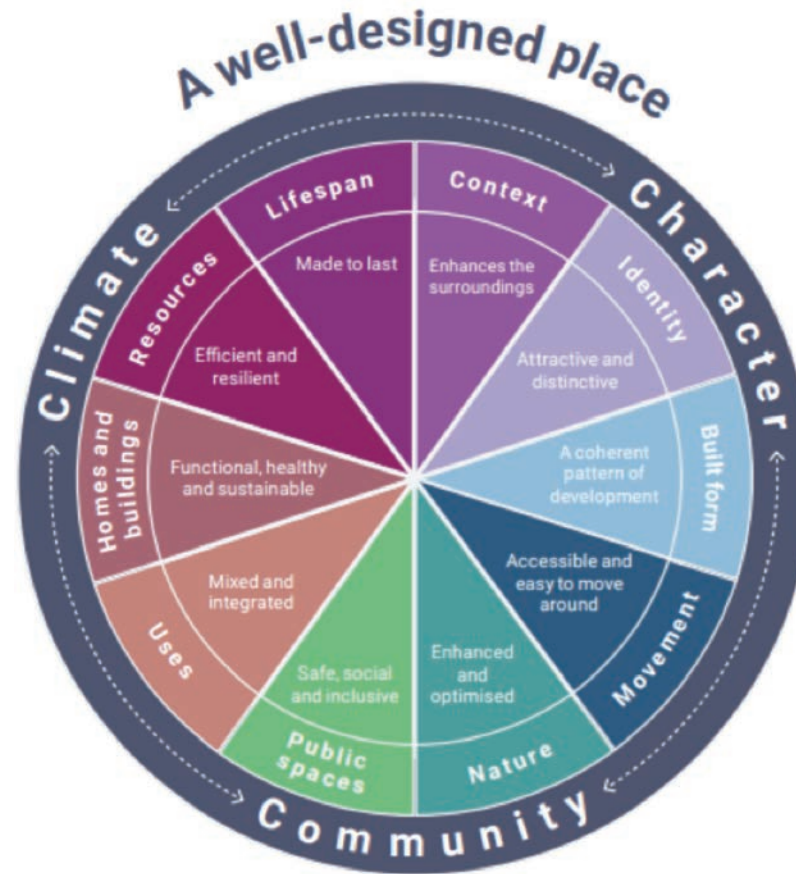 A well-designed place
Climate
Character
Community
Context
Enhances the
surroundings
Identity
Attractive and
distinctive
Built form
A coherent
pattern of
development
Movement
Accessible and
easy to move
around
Nature
Enhanced
and
optimised
Public
spaces
Safe, social
and inclusive
Uses
Mixed and
integrated
Homes and
buildings
Functional, healthy
and sustainable
Resources
Efficient and
resilient
Lifespan
Made to last